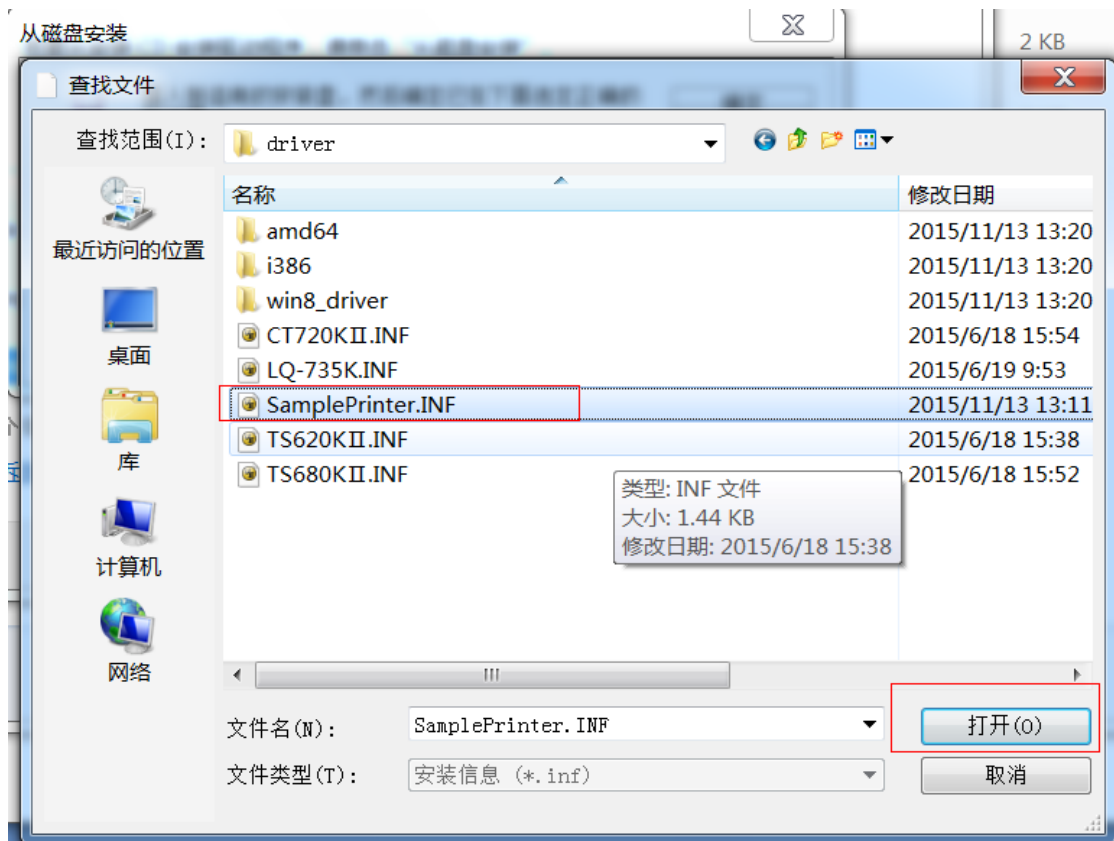 从磁盘安装
2 KB
查找文件
查找范围(I):
driver
名称
修改日期
amd64
2015/11/13 13:20
i386
2015/11/13 13:20
win8_driver
2015/11/13 13:20
CT720KII.INF
2015/6/18 15:54
LQ-735K.INF
2015/6/19 9:53
SamplePrinter.INF
2015/11/13 13:11
TS620KII.INF
2015/6/18 15:38
TS680KII.INF
2015/6/18 15:52
类型: INF 文件
大小: 1.44 KB
修改日期: 2015/6/18 15:38
最近访问的位置
桌面
库
计算机
网络
文件名(N):
SamplePrinter.INF
打开(O)
文件类型(T):
安装信息 (*.inf)
取消